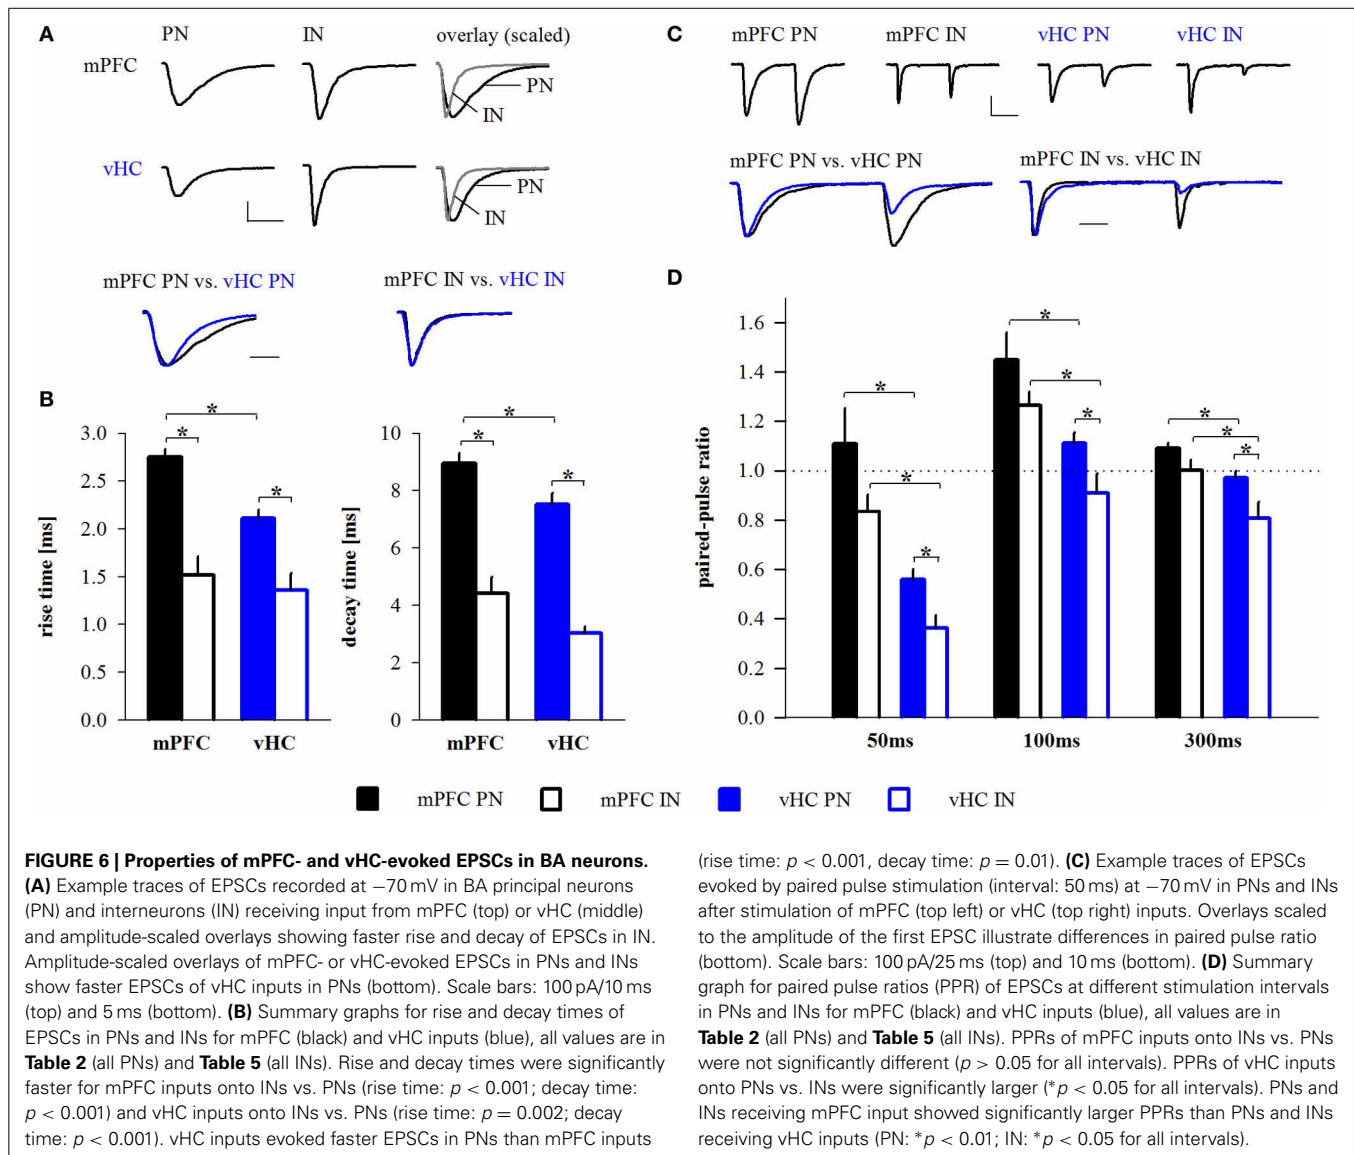 A
PN
IN
overlay (scaled)
mPFC
PN
IN
vHC
PN
IN
mPFC PN vs. vHC PN
mPFC IN vs. vHC IN
B
rise time [ms]
3.0
2.5
2.0
1.5
1.0
0.5
0.0
*
*
*
mPFC
vHC
decay time [ms]
10
8
6
4
2
0
*
*
*
mPFC
vHC
C
mPFC PN
mPFC IN
vHC PN
vHC IN
mPFC PN vs. vHC PN
mPFC IN vs. vHC IN
D
paired-pulse ratio
1.6
1.4
1.2
1.0
0.8
0.6
0.4
0.2
0.0
*
*
*
*
*
*
*
*
*
50ms
100ms
300ms
mPFC PN
mPFC IN
vHC PN
vHC IN
FIGURE 6 | Properties of mPFC- and vHC-evoked EPSCs in BA neurons.
(A) Example traces of EPSCs recorded at −70 mV in BA principal neurons
(PN) and interneurons (IN) receiving input from mPFC (top) or vHC (middle)
and amplitude-scaled overlays showing faster rise and decay of EPSCs in IN.
Amplitude-scaled overlays of mPFC- or vHC-evoked EPSCs in PNs and INs
show faster EPSCs of vHC inputs in PNs (bottom). Scale bars: 100 pA/10 ms
(top) and 5 ms (bottom). (B) Summary graphs for rise and decay times of
EPSCs in PNs and INs for mPFC (black) and vHC inputs (blue), all values are in
Table 2 (all PNs) and Table 5 (all INs). Rise and decay times were significantly
faster for mPFC inputs onto INs vs. PNs (rise time: p < 0.001; decay time:
p < 0.001) and vHC inputs onto INs vs. PNs (rise time: p = 0.002; decay
time: p < 0.001). vHC inputs evoked faster EPSCs in PNs than mPFC inputs
(rise time: p < 0.001, decay time: p = 0.01). (C) Example traces of EPSCs
evoked by paired pulse stimulation (interval: 50 ms) at −70 mV in PNs and INs
after stimulation of mPFC (top left) or vHC (top right) inputs. Overlays scaled
to the amplitude of the first EPSC illustrate differences in paired pulse ratio
(bottom). Scale bars: 100 pA/25 ms (top) and 10 ms (bottom). (D) Summary
graph for paired pulse ratios (PPR) of EPSCs at different stimulation intervals
in PNs and INs for mPFC (black) and vHC inputs (blue), all values are in
Table 2 (all PNs) and Table 5 (all INs). PPRs of mPFC inputs onto INs vs. PNs
were not significantly different (p > 0.05 for all intervals). PPRs of vHC inputs
onto PNs vs. INs were significantly larger (*p < 0.05 for all intervals). PNs and
INs receiving mPFC input showed significantly larger PPRs than PNs and INs
receiving vHC inputs (PN: *p < 0.01; IN: *p < 0.05 for all intervals).